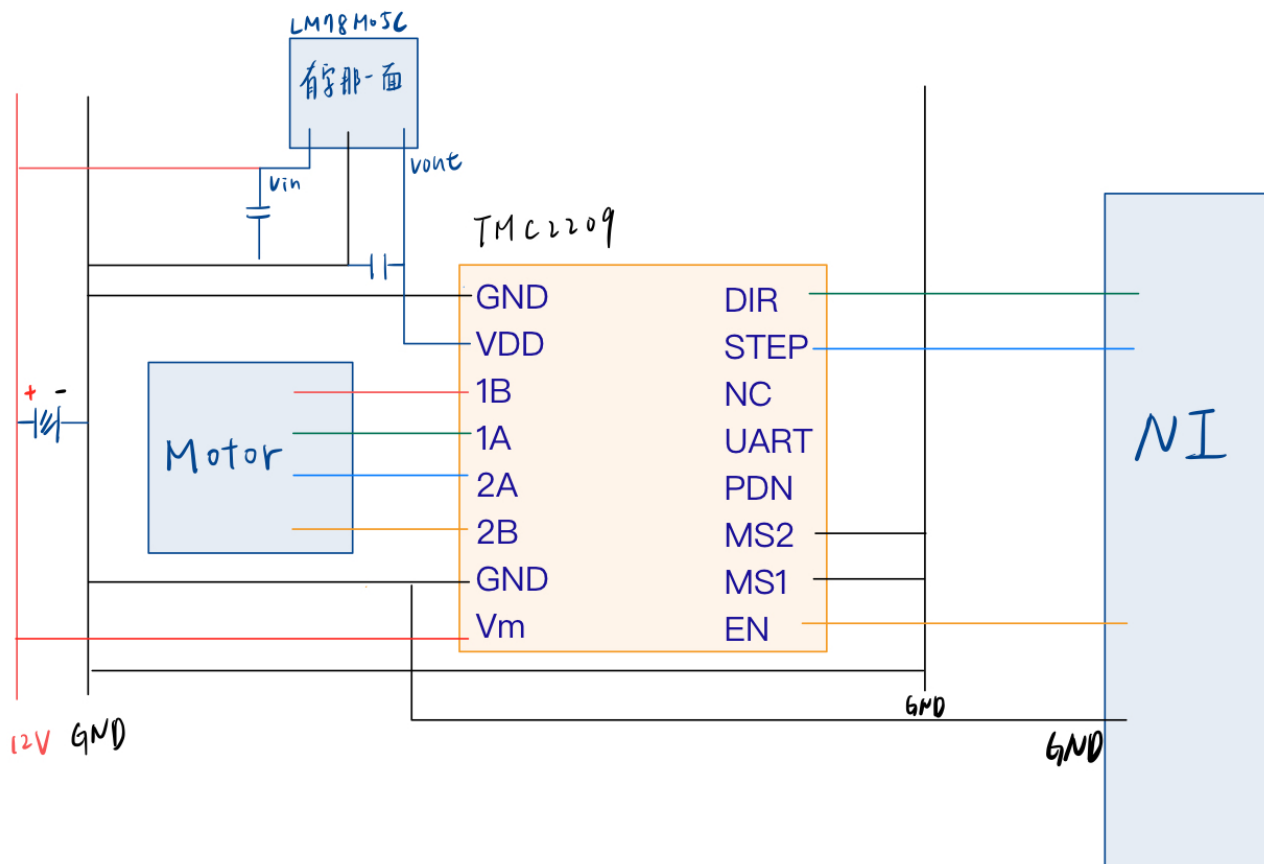 LM78M05C
有字那一面
Vin
Vout
TMC2209
GND
VDD
1B
1A
2A
2B
GND
Vm
DIR
STEP
NC
UART
PDN
MS2
MS1
EN
+ -
Motor
NI
12V GND
GND
GND